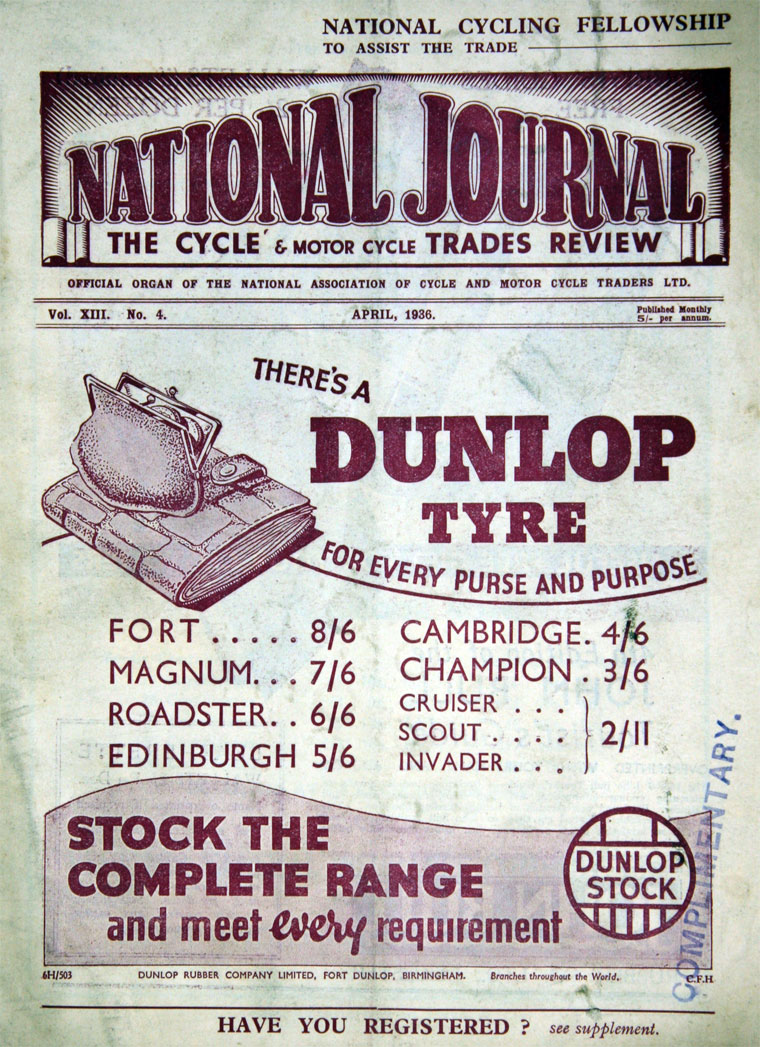 NATIONAL CYCLING FELLOWSHIP
TO ASSIST THE TRADE
NATIONAL JOURNAL
THE CYCLE & MOTOR CYCLE TRADES REVIEW
OFFICIAL ORGAN OF THE NATIONAL ASSOCIATION OF CYCLE AND MOTOR CYCLE TRADERS LTD.
Vol. XIII. No. 4. APRIL, 1936. Published Monthly
5/- per annum.
THERE'S A
DUNLOP
TYRE
FOR EVERY PURSE AND PURPOSE
FORT ..... 8/6
MAGNUM... 7/6
ROADSTER.. 6/6
EDINBURGH 5/6
CAMBRIDGE. 4/6
CHAMPION . 3/6
CRUISER ...
SCOUT .... 2/11
INVADER ...
STOCK THE
COMPLETE RANGE
and meet every requirement
DUNLOP
STOCK
COMPLIMENTARY.
6H/503 DUNLOP RUBBER COMPANY LIMITED, FORT DUNLOP, BIRMINGHAM. Branches throughout the World. C.F.H.
HAVE YOU REGISTERED ? see supplement.